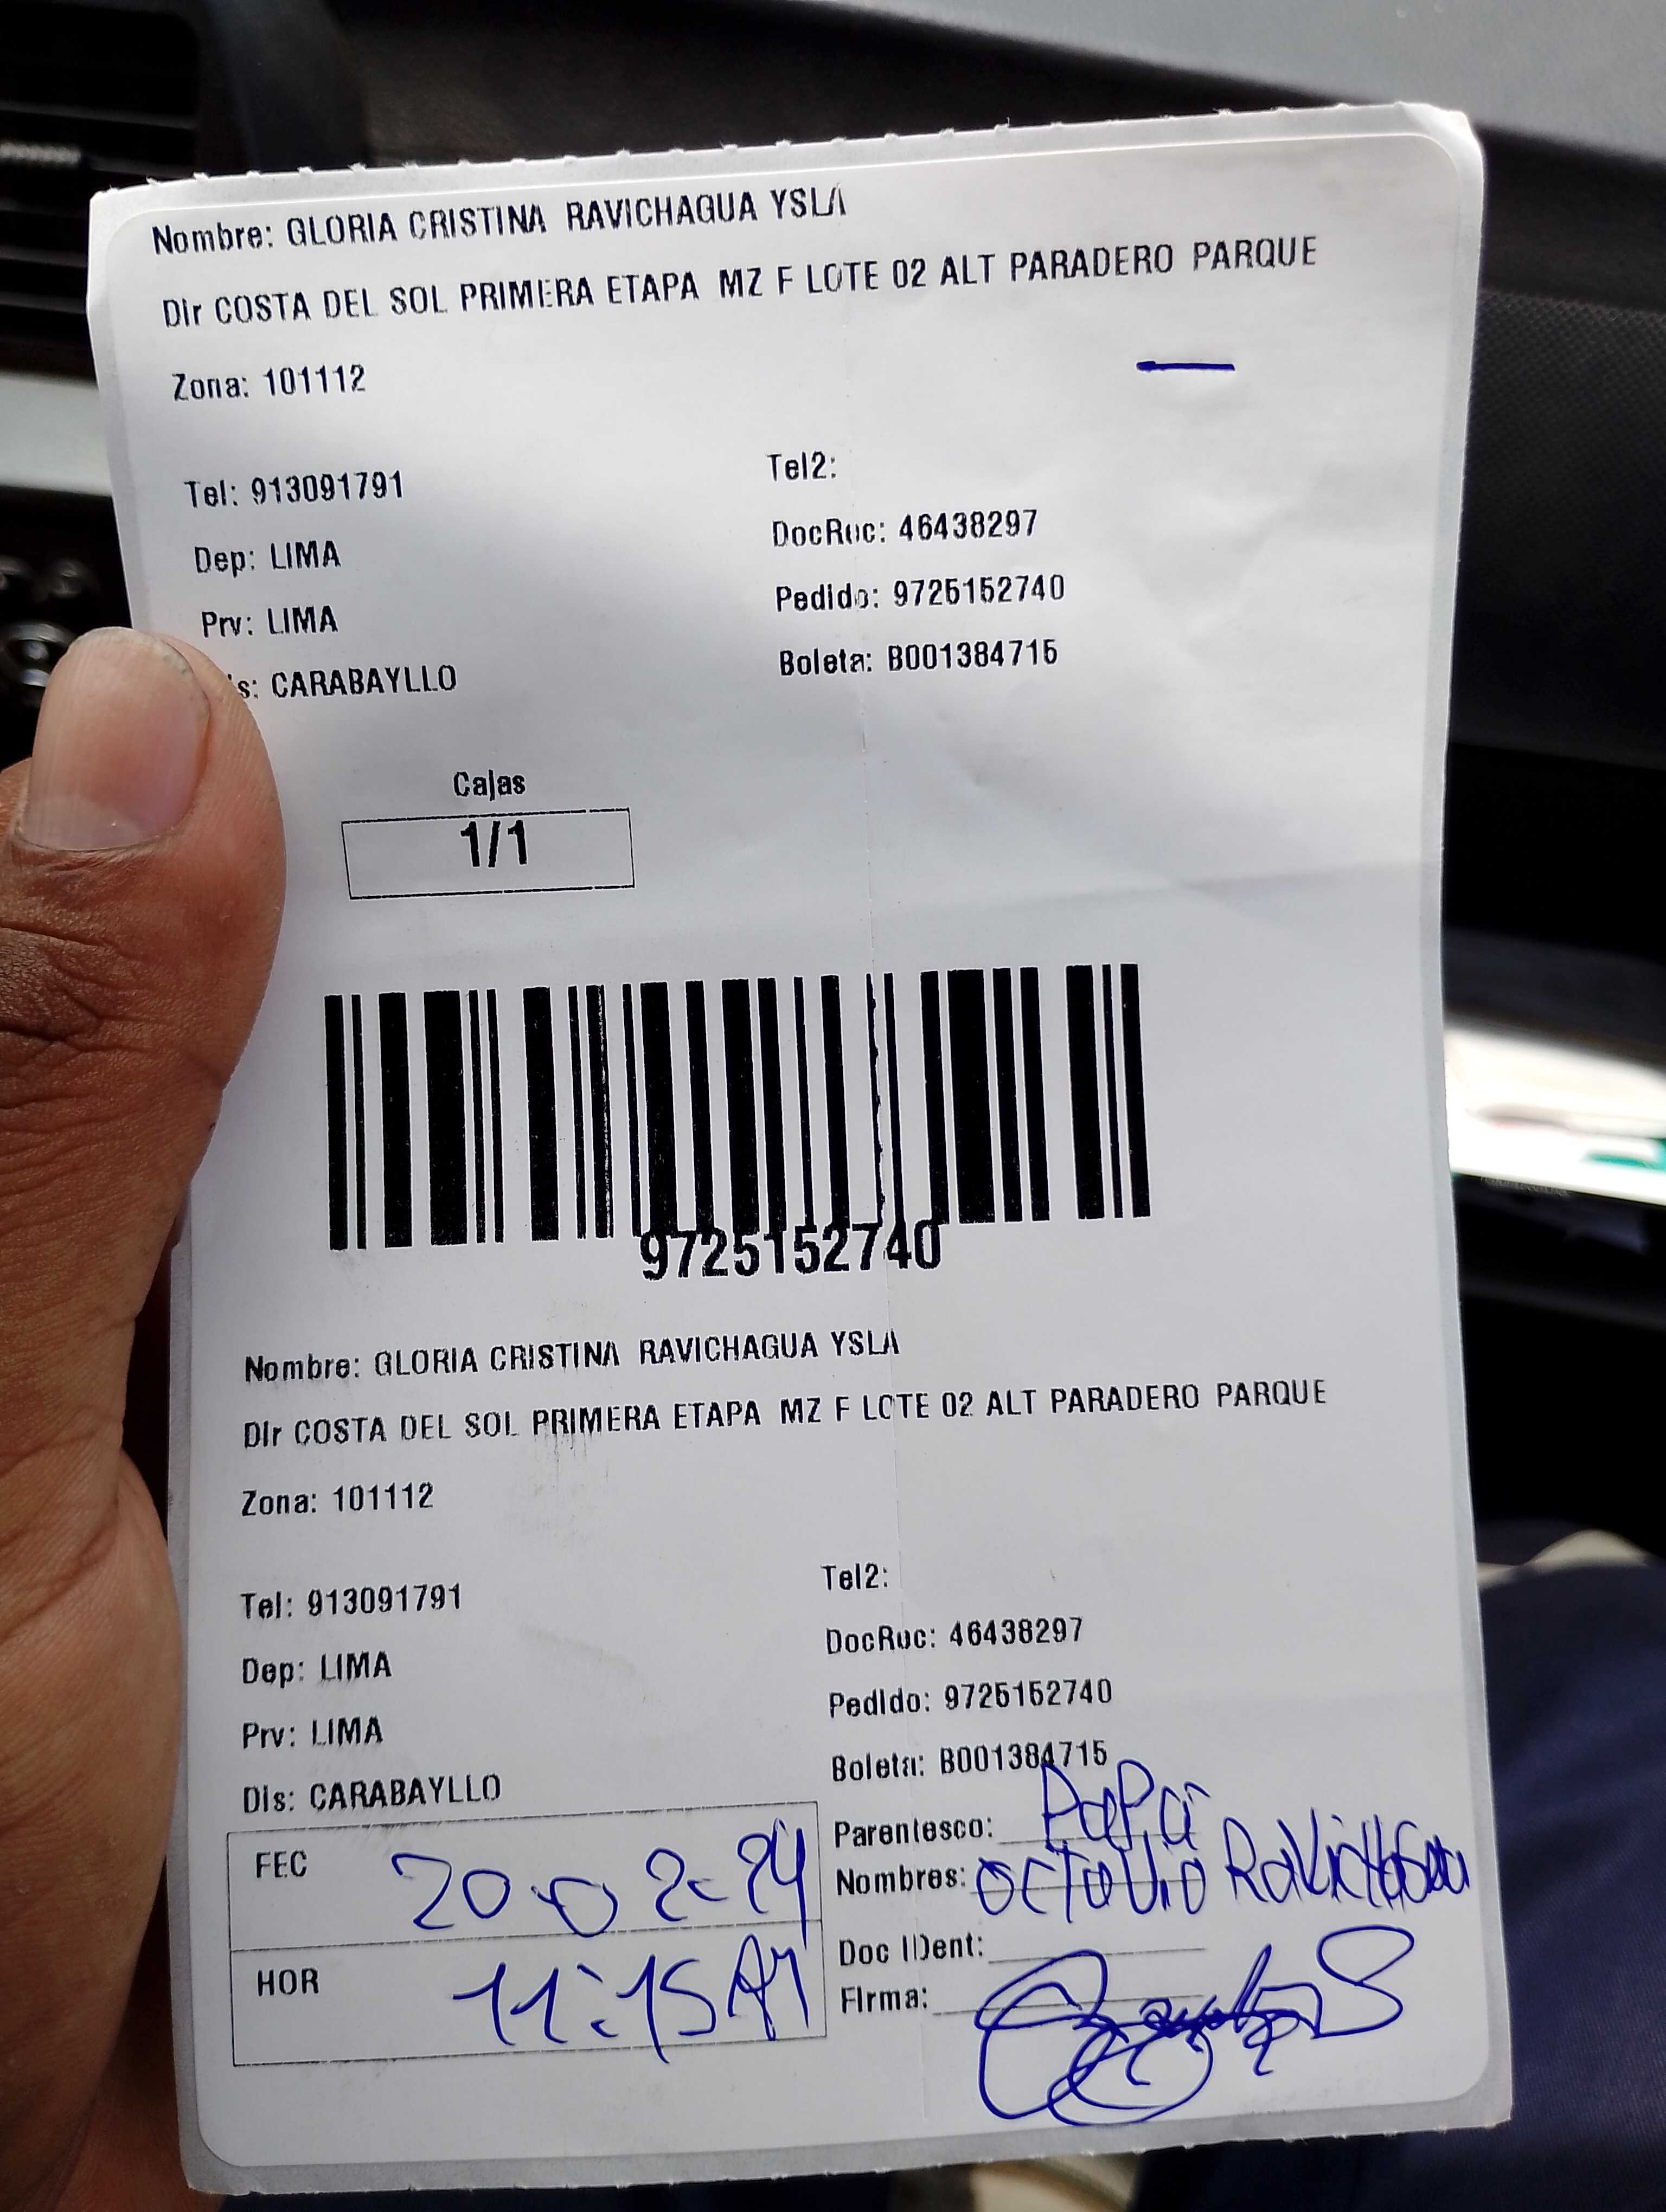 Nombre: GLORIA CRISTINA RAVICHAGUA YSLA
Dir COSTA DEL SOL PRIMERA ETAPA MZ F LOTE 02 ALT PARADERO PARQUE
Zona: 101112
Tel: 913091791
Tel2:
Dep: LIMA
DocRuc: 46438297
Prv: LIMA
Pedido: 9725152740
s: CARABAYLLO
Boleta: B001384715
Cajas
1/1
9725152740
Nombre: GLORIA CRISTINA RAVICHAGUA YSLA
Dir COSTA DEL SOL PRIMERA ETAPA MZ F LOTE 02 ALT PARADERO PARQUE
Zona: 101112
Tel: 913091791
Tel2:
Dep: LIMA
DocRuc: 46438297
Prv: LIMA
Pedido: 9725152740
Dis: CARABAYLLO
Boleta: B001384715
FEC 20-02-24
Parentesco: PaPá
Nombres: OCTaViO
HOR 11:15 AM
Doc IDent:
Firma: